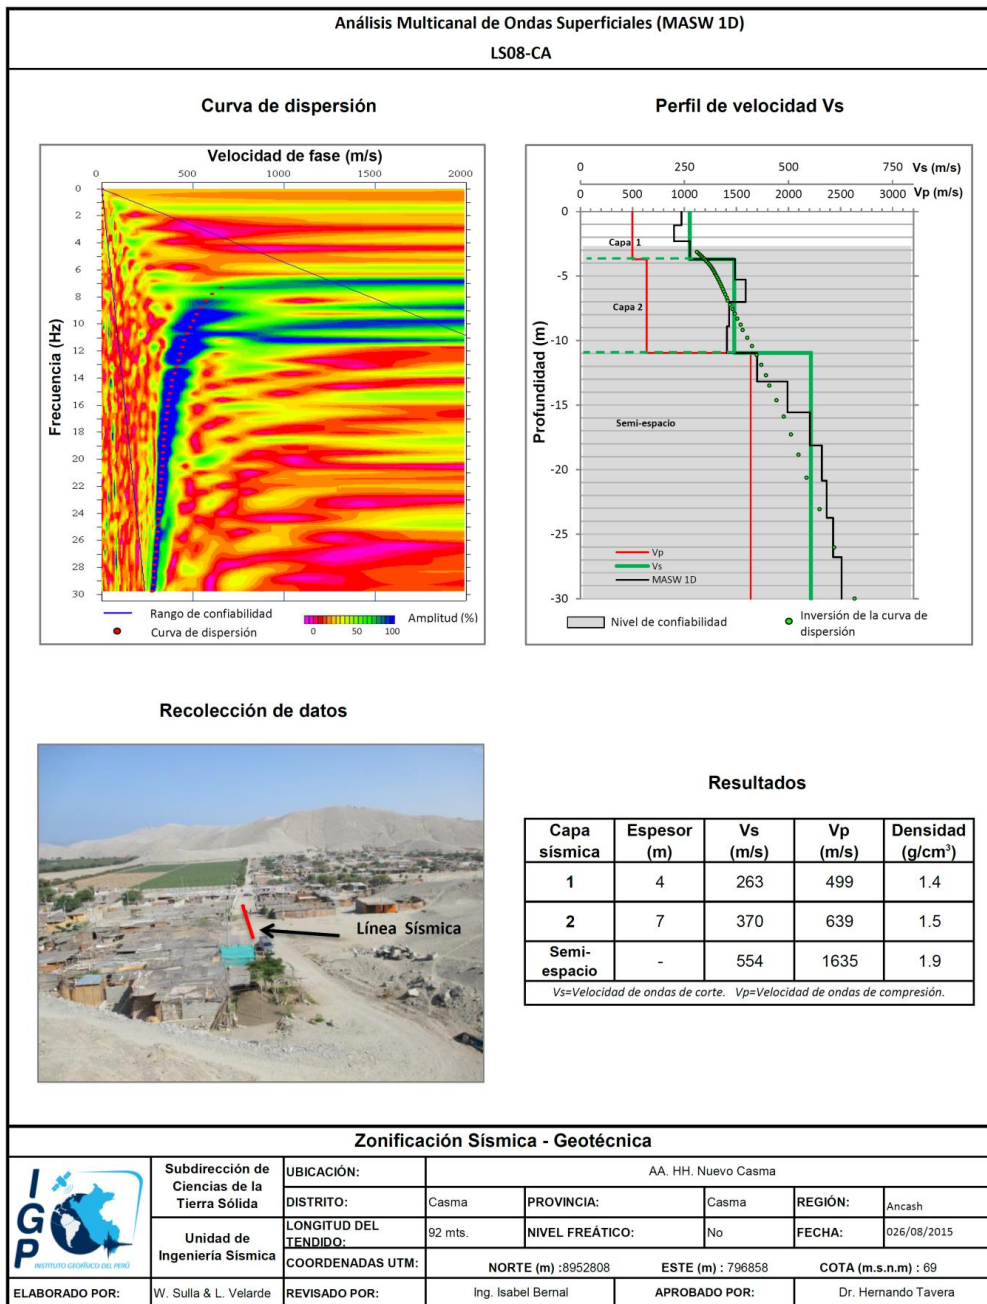 Análisis Multicanal de Ondas Superficiales (MASW 1D)
LS08-CA
Curva de dispersión
Velocidad de fase (m/s)
0 500 1000 1500 2000
Frecuencia (Hz)
0
2
4
6
8
10
12
14
16
18
20
22
24
26
28
30
Rango de confiabilidad
Curva de dispersión
Amplitud (%)
0 50 100
Perfil de velocidad Vs
0 250 500 750 Vs (m/s)
0 500 1000 1500 2000 2500 3000 Vp (m/s)
Profundidad (m)
0
-5
-10
-15
-20
-25
-30
Capa 1
Capa 2
Semi-espacio
Vp
Vs
MASW 1D
Nivel de confiabilidad
Inversión de la curva de
dispersión
Recolección de datos
Línea Sísmica
Resultados
Capa sísmica Espesor (m) Vs (m/s) Vp (m/s) Densidad (g/cm³)
1 4 263 499 1.4
2 7 370 639 1.5
Semi-espacio - 554 1635 1.9
Vs=Velocidad de ondas de corte. Vp=Velocidad de ondas de compresión.
Zonificación Sísmica - Geotécnica
IGP
INSTITUTO GEOFÍSICO DEL PERÚ
Subdirección de
Ciencias de la
Tierra Sólida
Unidad de
Ingeniería Sísmica
UBICACIÓN: AA. HH. Nuevo Casma
DISTRITO: Casma PROVINCIA: Casma REGIÓN: Ancash
LONGITUD DEL TENDIDO: 92 mts. NIVEL FREÁTICO: No FECHA: 026/08/2015
COORDENADAS UTM: NORTE (m) :8952808 ESTE (m) : 796858 COTA (m.s.n.m) : 69
ELABORADO POR: W. Sulla & L. Velarde REVISADO POR: Ing. Isabel Bernal APROBADO POR: Dr. Hernando Tavera